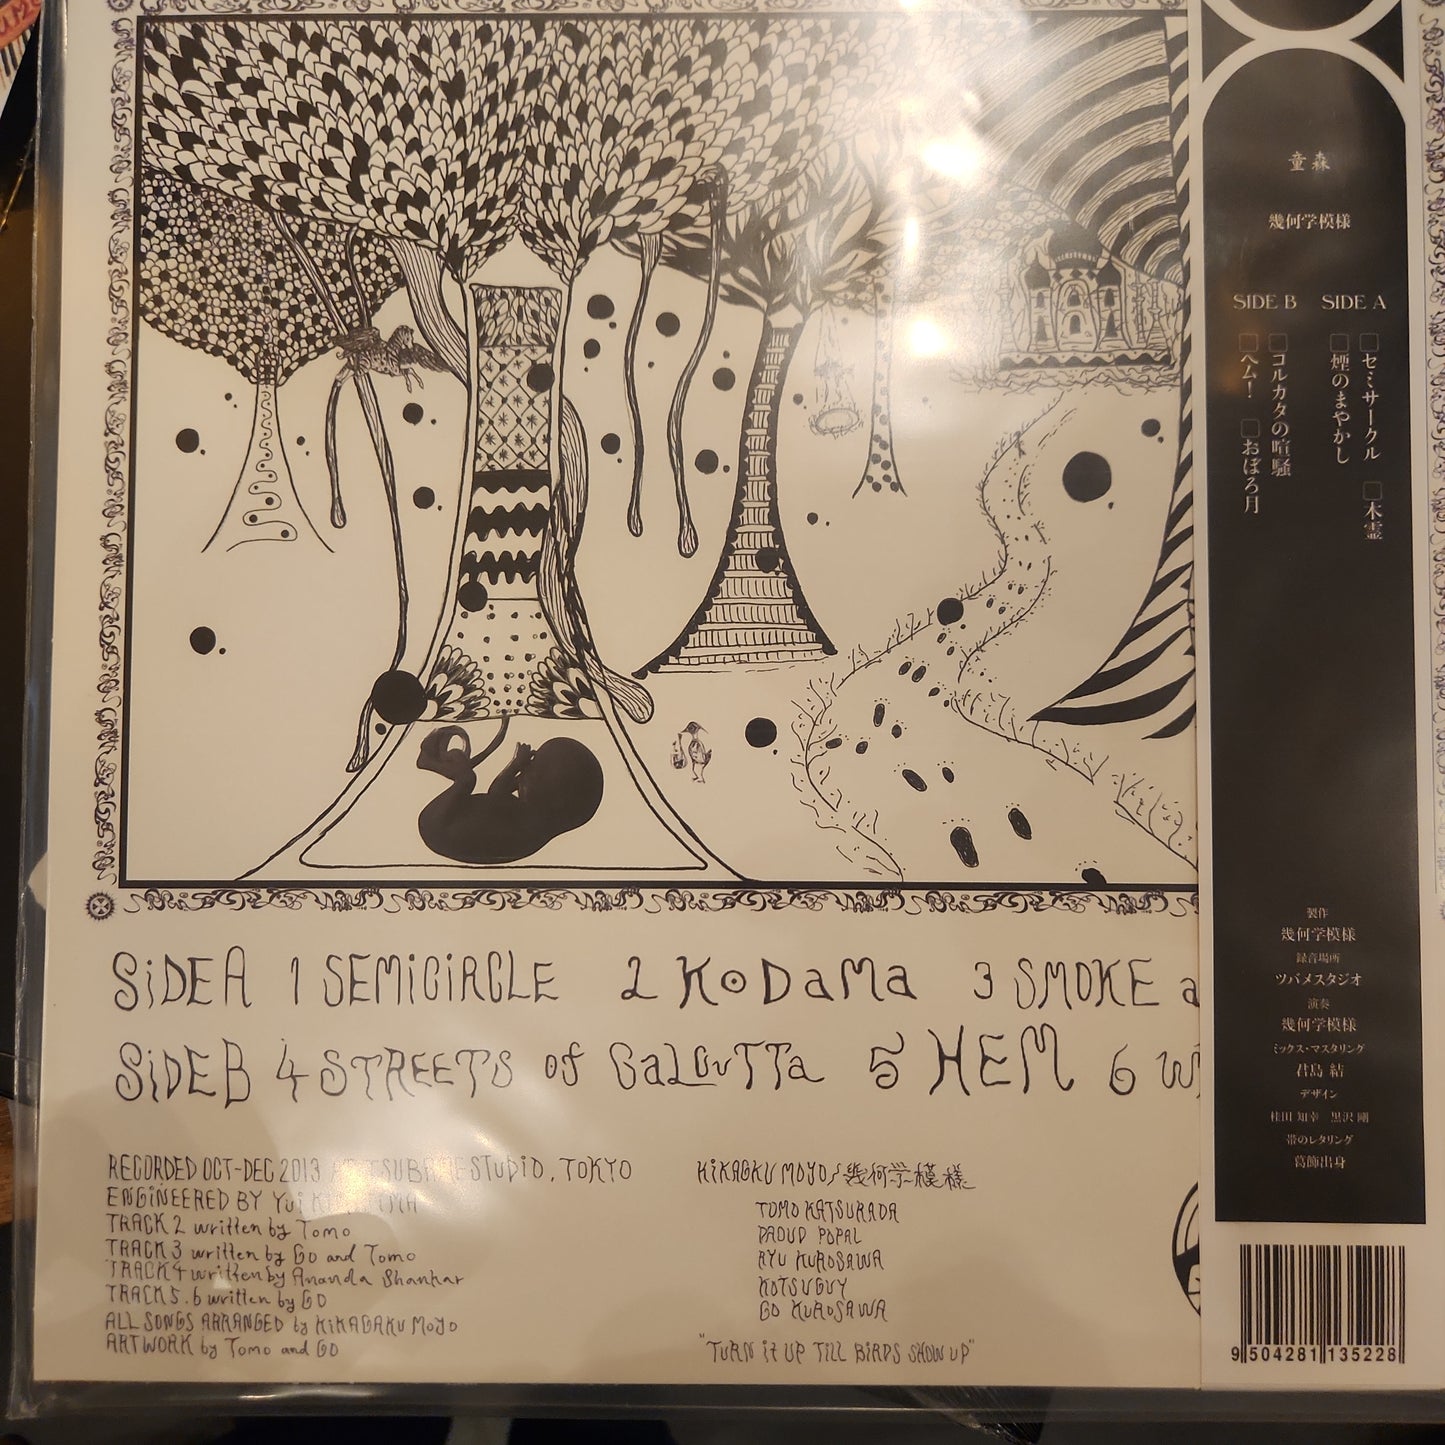 SiDE A 1 SEMiCiRCLE 2 KoDaMa 3 SMOKE a
SiDE B 4 STREETS of CaLCuTTa 5 HEM 6 Wi
RECORDED OCT-DEC 2013 STUDiO, TOKYO
ENGiNEERED BY YUi
TRACK 2 written by Tomo
TRACK 3 written by Go and Tomo
TRACK 4 written by Ananda Shankar
TRACK 5.6 written by GO
ALL SONGS ARRANGED by KiKAGAKU MoYo
ARTWORK by Tomo and GO
KiKAGAKU MOYO/幾何学模様
TOMO KATSURADA
DAOUD POPAL
RYU KUROSAWA
KOTSUGUY
GO KUROSAWA
"TURN iT UP TiLL BiRDS SHOW UP"
童森
幾何学模様
SIDE A
□セミサークル □木霊
□煙のまやかし
SIDE B
□コルカタの喧騒
□ヘム! □おぼろ月
製作
幾何学模様
録音場所
ツバメスタジオ
演奏
幾何学模様
ミックス・マスタリング
君島 結
デザイン
桂田 知幸 黒沢 剛
帯のレタリング
葛飾出身
9 504281 135228